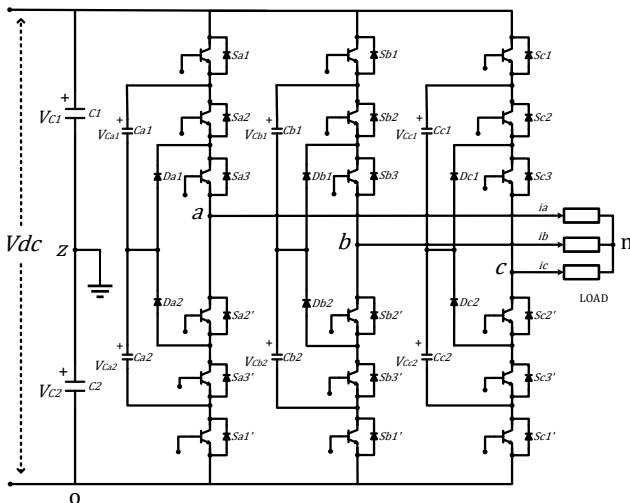 Sa1
Sb1
Sc1
+
VC1
C1
+
VCa1
Ca1
Sa2
+
VCb1
Cb1
Sb2
+
VCc1
Cc1
Sc2
Da1
Sa3
Db1
Sb3
Dc1
Sc3
a
ia
Vdc
z
b
ib
n
c
ic
LOAD
Da2
Sa2'
Db2
Sb2'
Dc2
Sc2'
+
VC2
C2
+
VCa2
Ca2
Sa3'
+
VCb2
Cb2
Sb3'
+
VCc2
Cc2
Sc3'
Sa1'
Sb1'
Sc1'
o